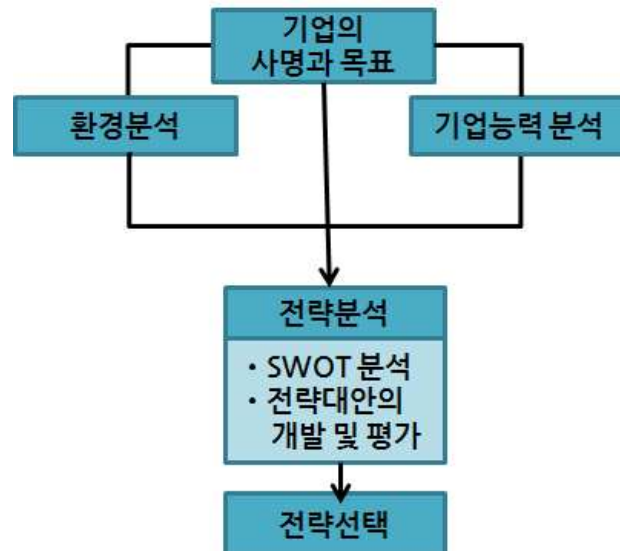 기업의
사명과 목표
환경분석
기업능력 분석
전략분석
· SWOT 분석
· 전략대안의
개발 및 평가
전략선택